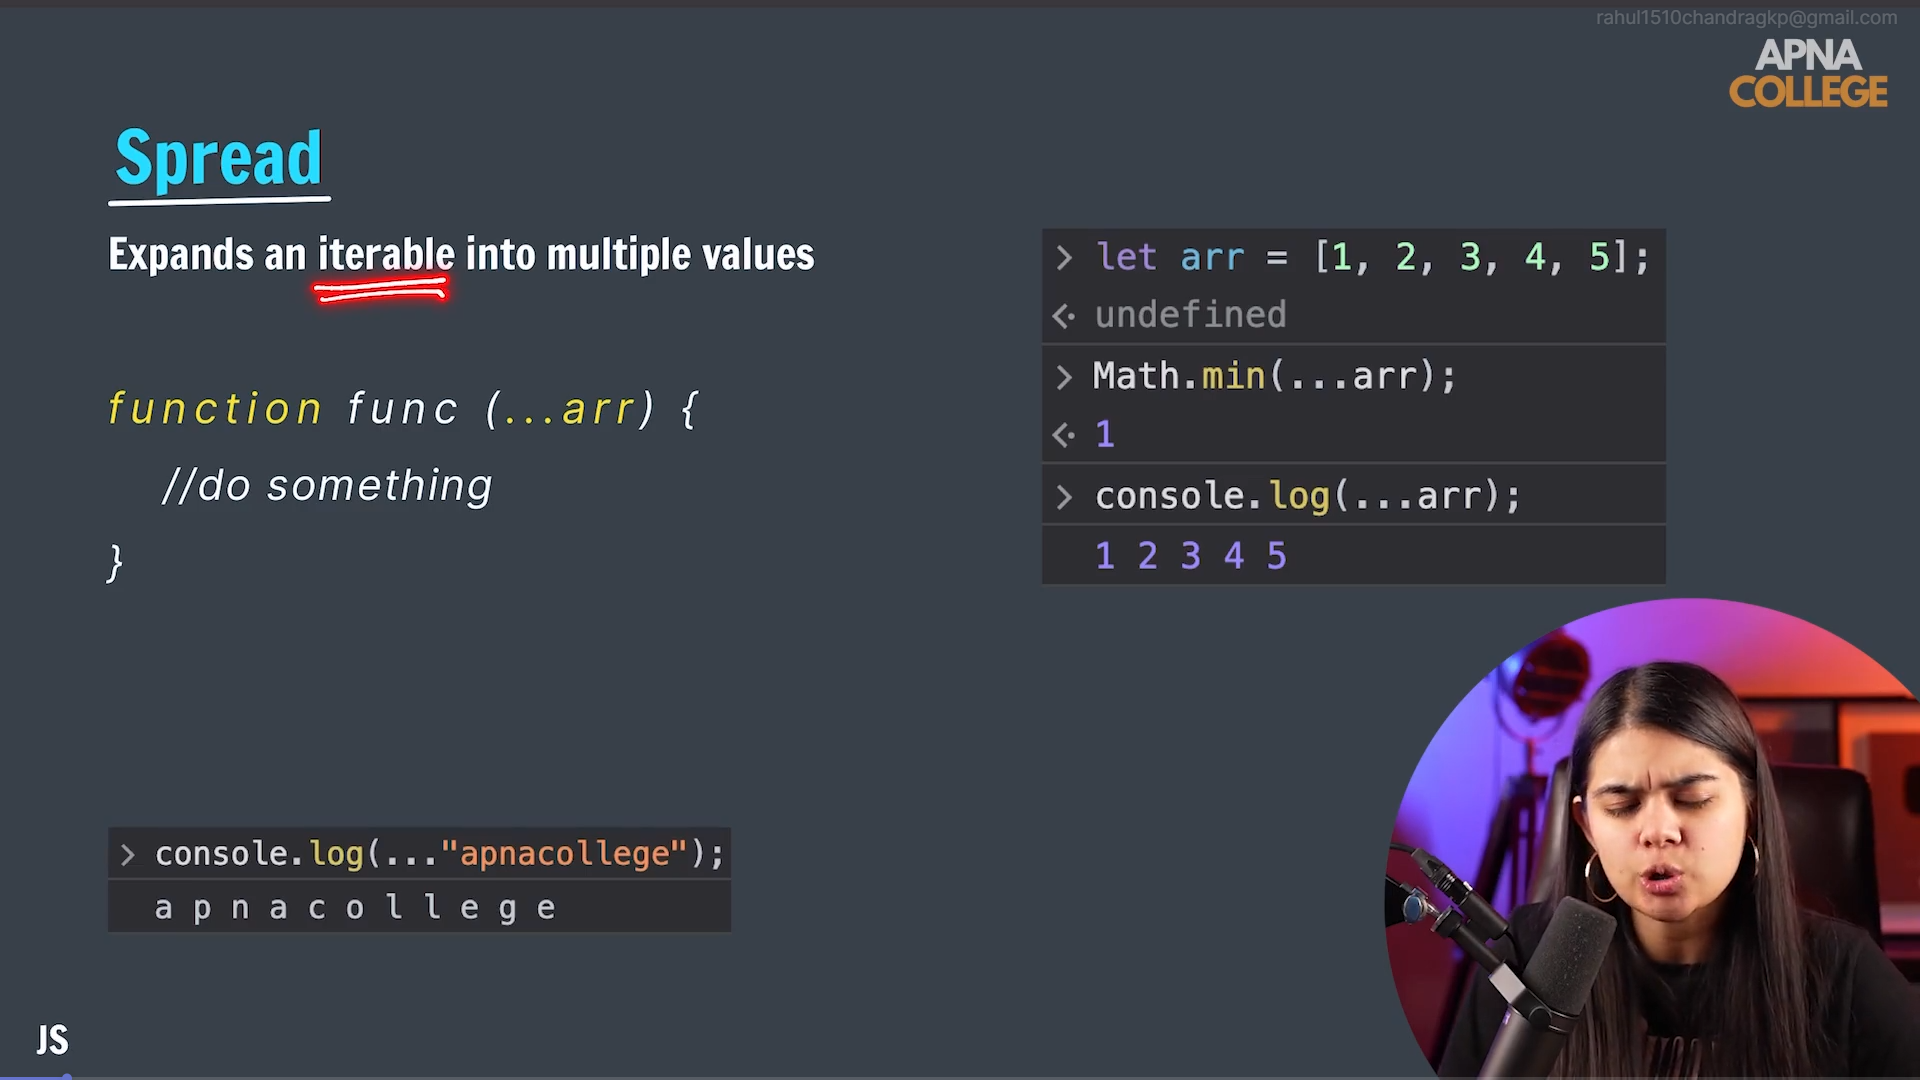 rahul1510chandragkp@gmail.com
APNA
COLLEGE
Spread
Expands an iterable into multiple values
function func (...arr) {
//do something
}
> let arr = [1, 2, 3, 4, 5];
undefined
> Math.min(...arr);
1
> console.log(...arr);
1 2 3 4 5
> console.log(..."apnacollege");
a p n a c o l l e g e
JS